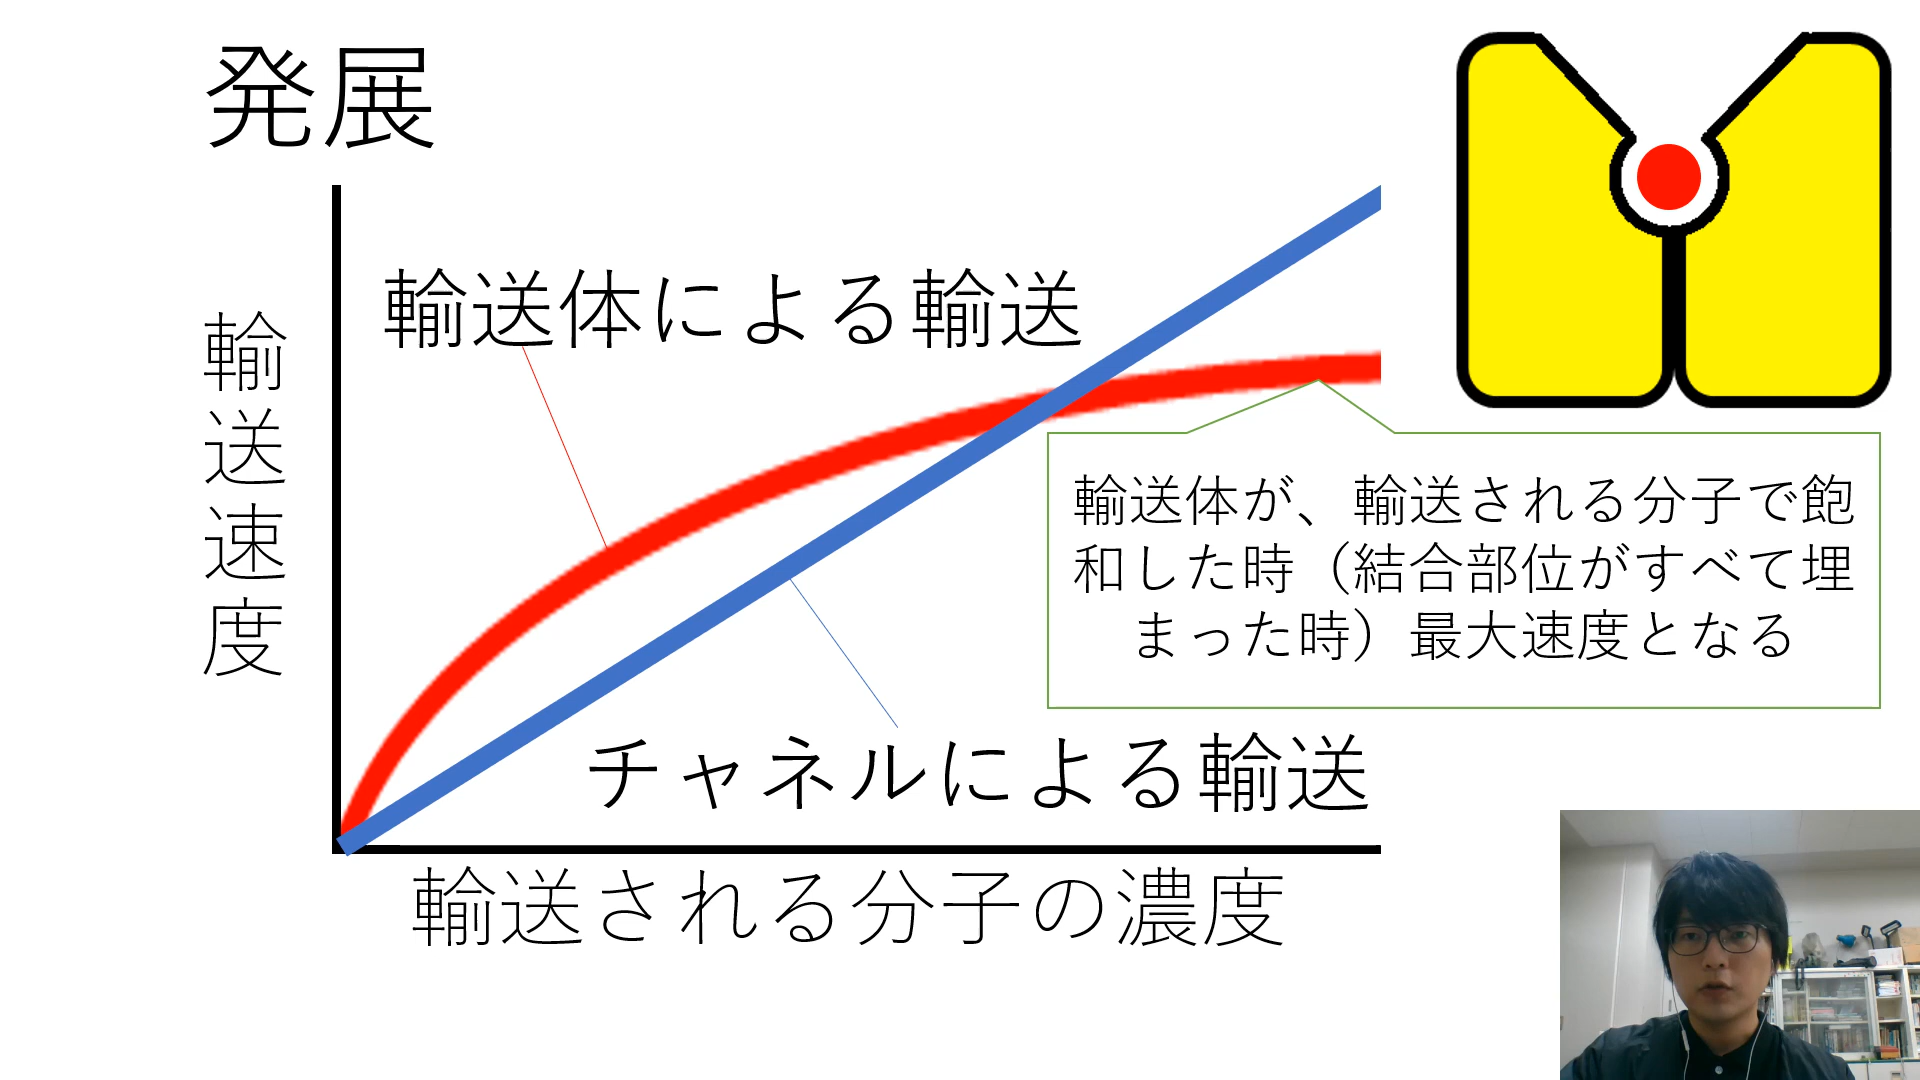 発展
輸送体による輸送
輸送速度
輸送体が、輸送される分子で飽
和した時（結合部位がすべて埋
まった時）最大速度となる
チャネルによる輸送
輸送される分子の濃度